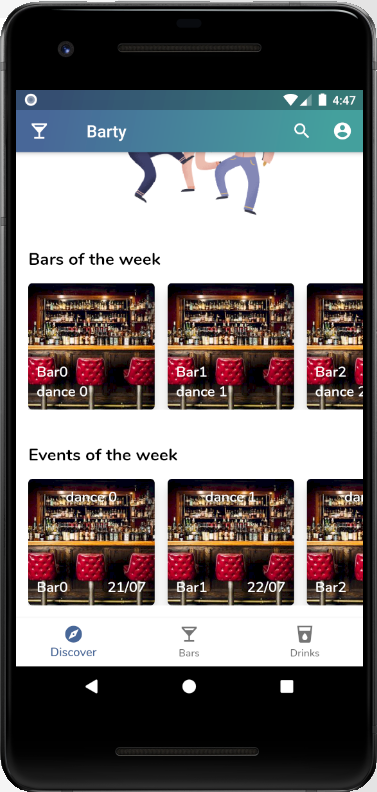 4:47
Barty
Bars of the week
Bar0
dance 0
Bar1
dance 1
Bar2
dance 2
Events of the week
dance 0
Bar0 21/07
dance 1
Bar1 22/07
Bar2
Discover
Bars
Drinks